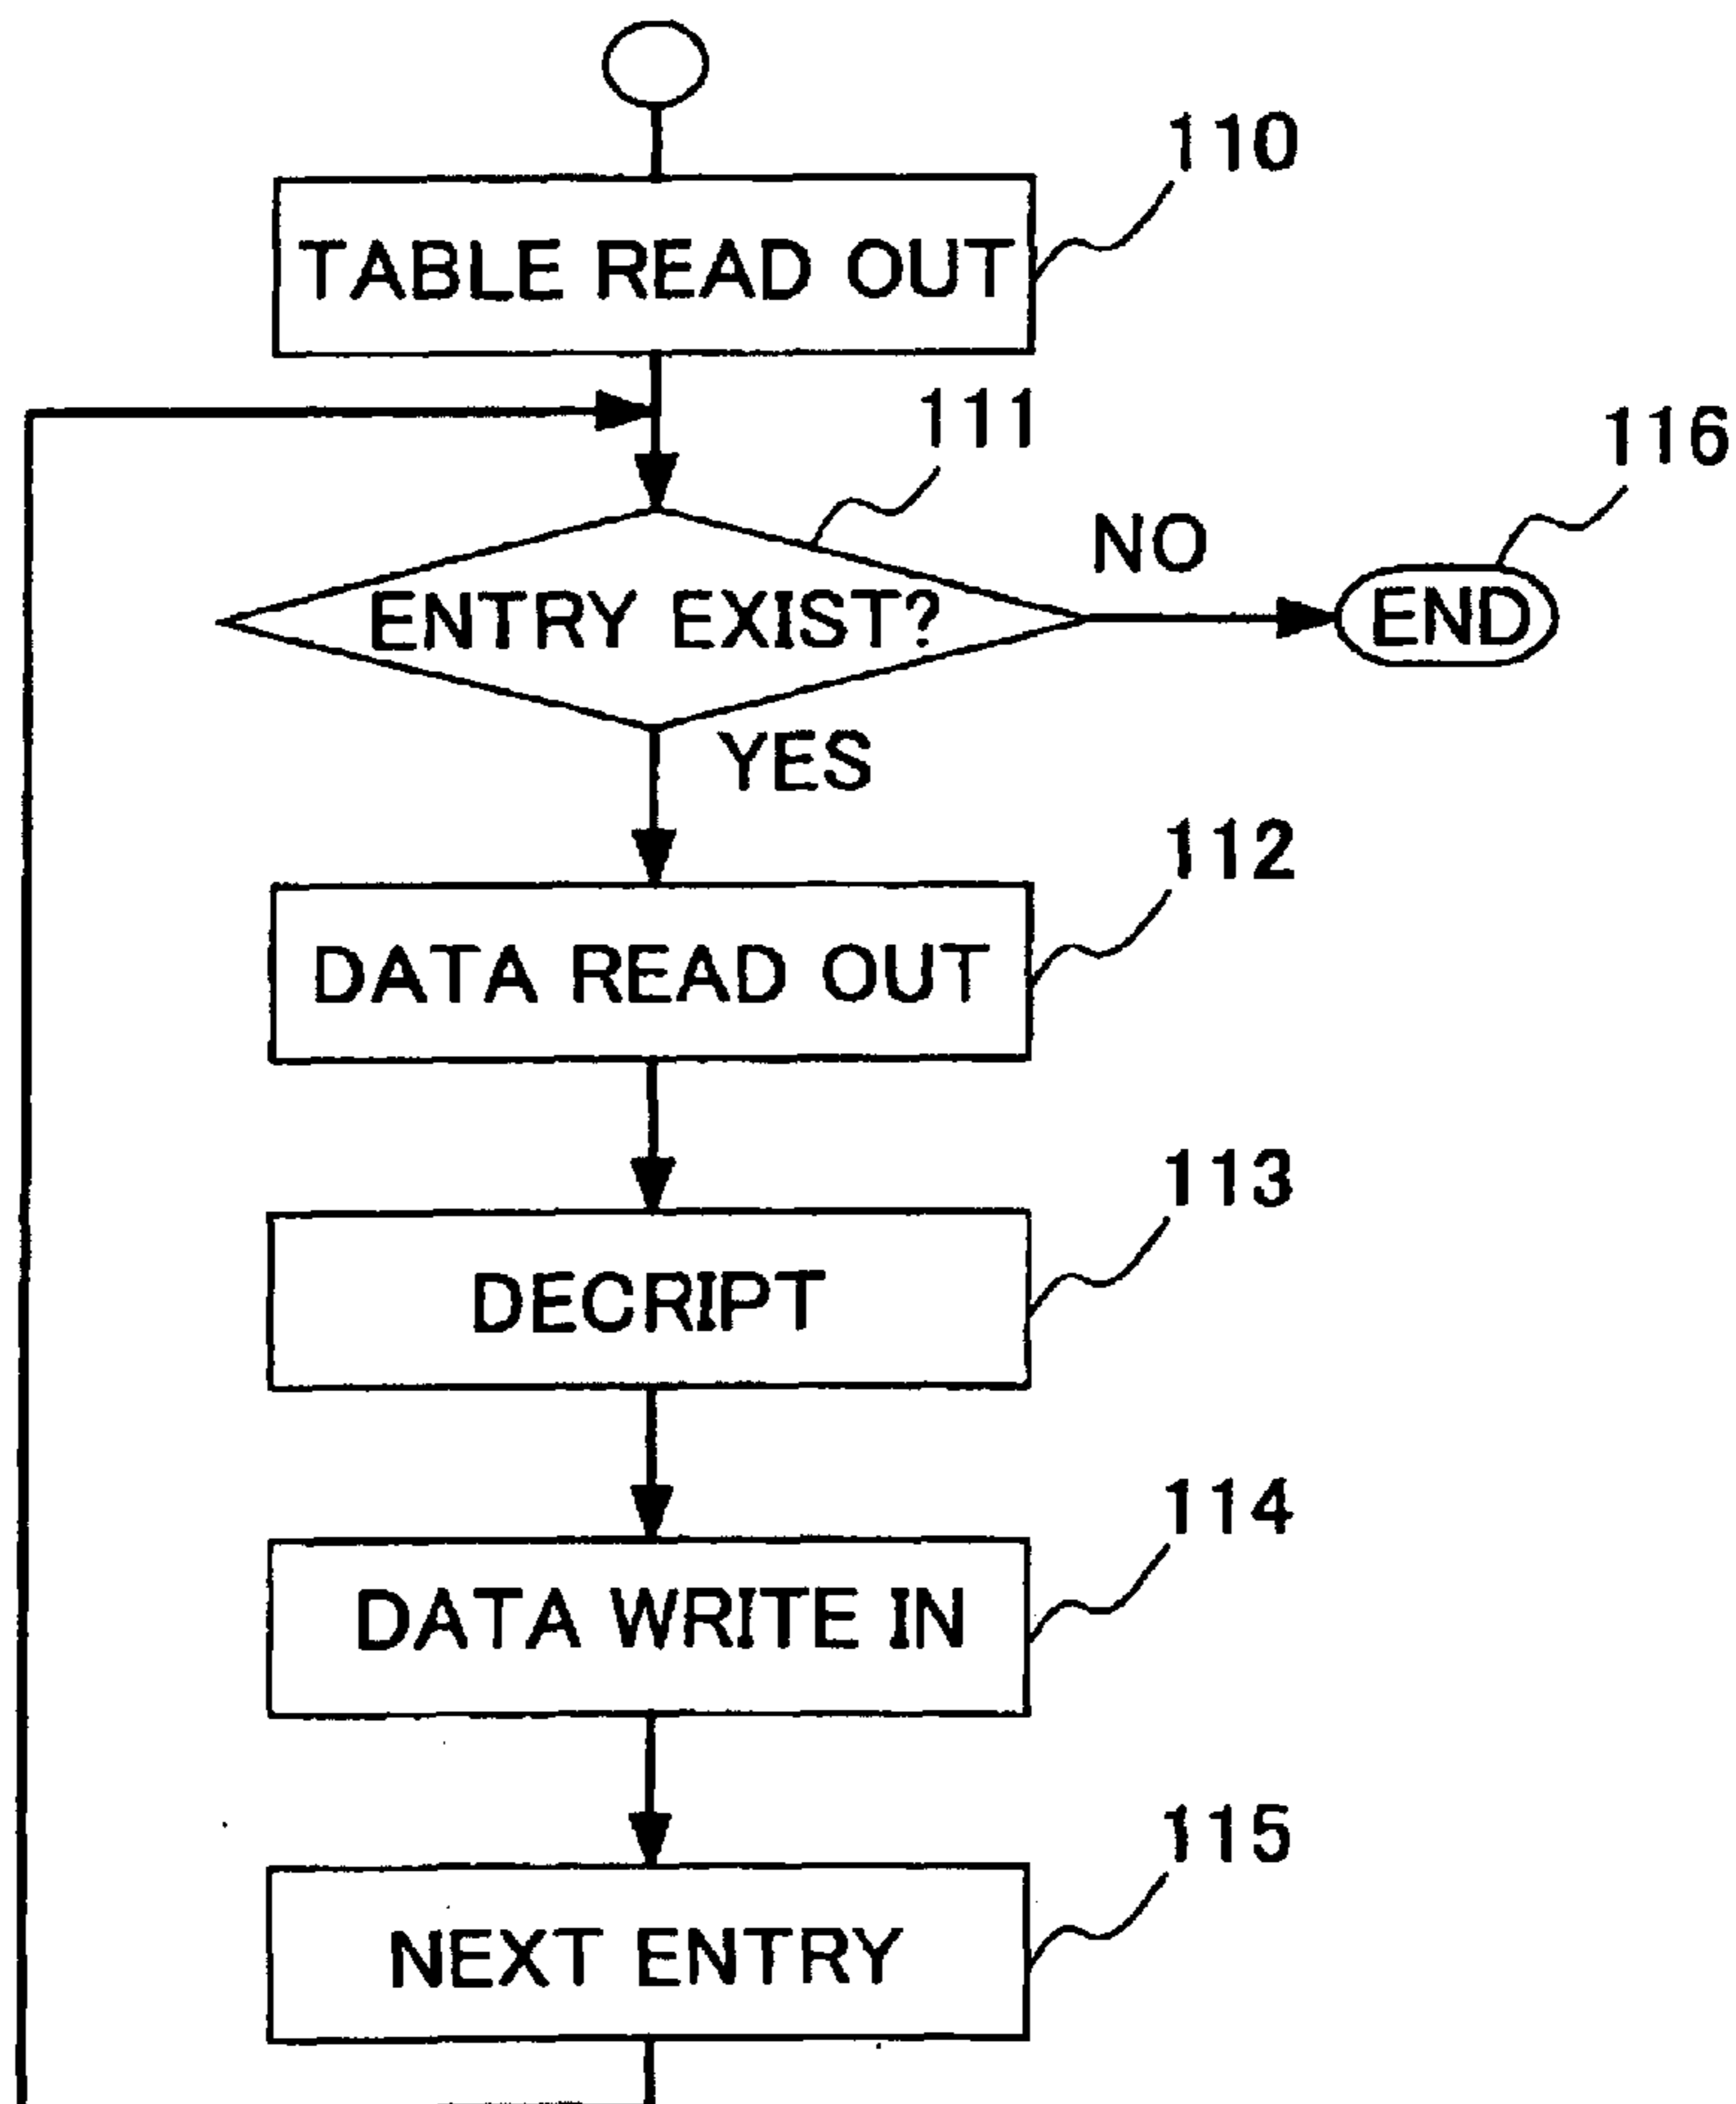 110
TABLE READ OUT
111
116
NO
ENTRY EXIST?
END
YES
112
DATA READ OUT
113
DECRIPT
114
DATA WRITE IN
115
NEXT ENTRY